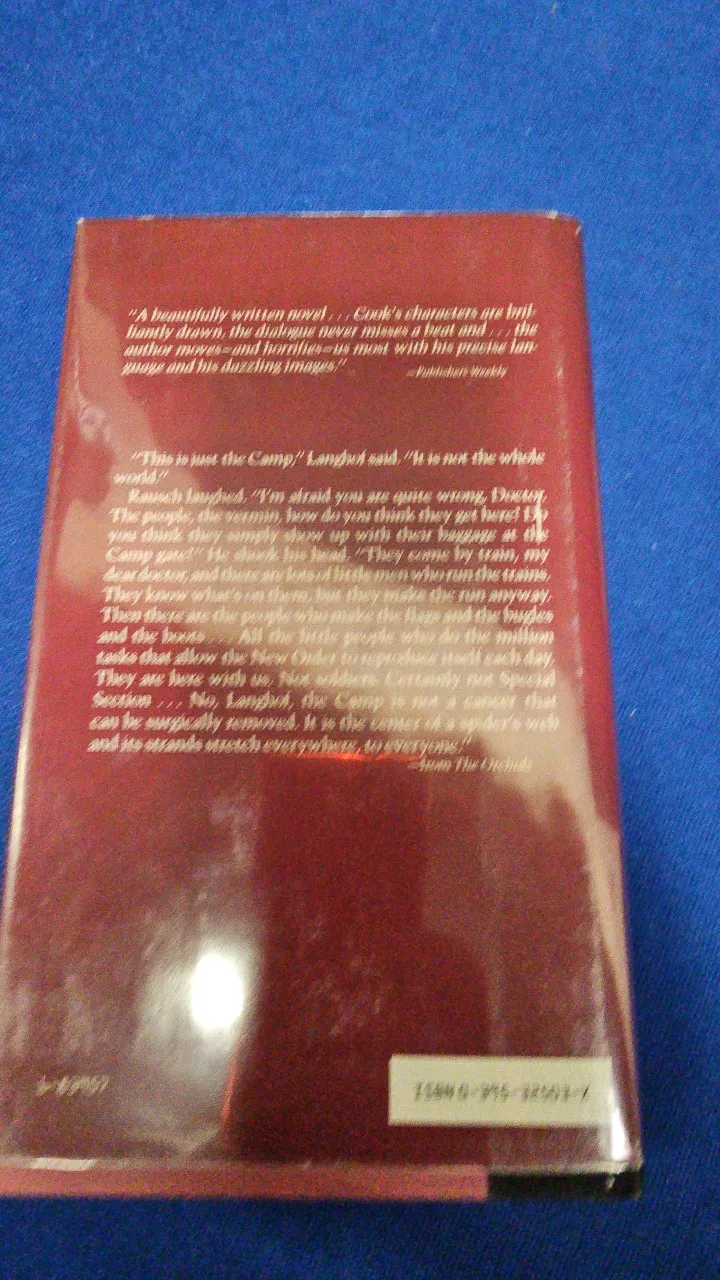 "A beautifully written novel . . . Cook's characters are bril-
liantly drawn, the dialogue never misses a beat and . . . the
author moves—and horrifies—us most with his precise lan-
guage and his dazzling images."
—Publishers Weekly
"This is just the Camp," Langhof said. "It is not the whole
world."
Rausch laughed. "I'm afraid you are quite wrong, Doctor.
The people, the vermin, how do you think they get here? Do
you think they simply show up with their baggage at the
Camp gate?" He shook his head. "They come by train, my
dear doctor, and there are lots of little men who run the trains.
They know what's on them, but they make the run anyway.
Then there are the people who make the flags and the bugles
and the boots . . . . All the little people who do the million
tasks that allow the New Order to reproduce itself each day.
They are here with us. Not soldiers. Certainly not Special
Section . . . No, Langhof, the Camp is not a cancer that
can be surgically removed. It is the center of a spider's web
and its strands stretch everywhere, to everyone."
—from The Orchids
ISBN 0-395-32503-7